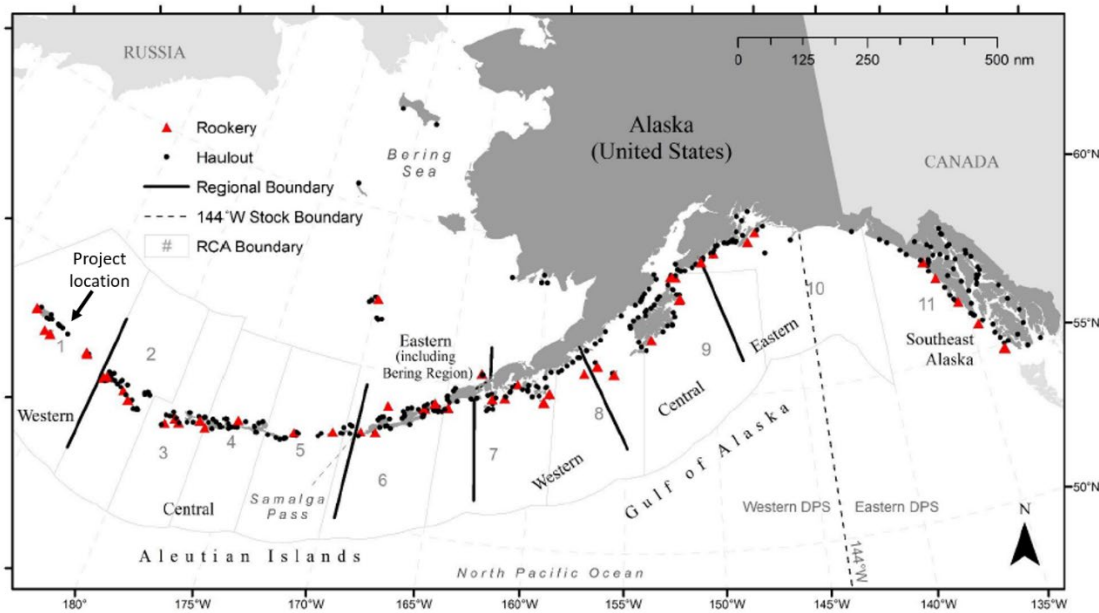 RUSSIA
0 125 250 500 nm
Rookery
Haulout
Regional Boundary
144°W Stock Boundary
# RCA Boundary
Bering
Sea
Alaska
(United States)
CANADA
60°N
55°N
50°N
Project
location
1
2
3
4
5
6
7
8
9
10
11
Western
Eastern
(including
Bering Region)
Samalga
Pass
Central
Aleutian Islands
Western
Central
Eastern
Gulf of Alaska
Southeast
Alaska
Western DPS
Eastern DPS
144°W
N
North Pacific Ocean
180° 175°W 170°W 165°W 160°W 155°W 150°W 145°W 140°W 135°W